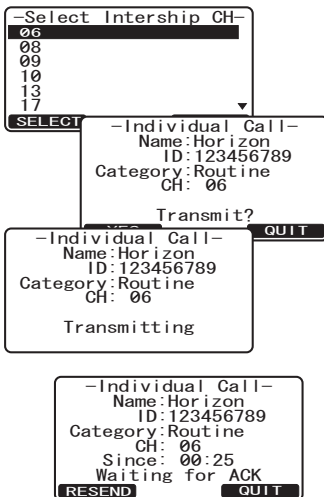 -Select Intership CH-
06
08
09
10
13
17
SELECT
-Individual Call-
Name:Horizon
ID:123456789
Category:Routine
CH: 06
Transmit?
QUIT
-Individual Call-
Name:Horizon
ID:123456789
Category:Routine
CH: 06
Transmitting
-Individual Call-
Name:Horizon
ID:123456789
Category:Routine
CH: 06
Since: 00:25
Waiting for ACK
RESEND QUIT